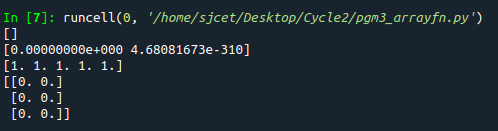 In [7]: runcell(0, '/home/sjcet/Desktop/Cycle2/pgm3_arrayfn.py')
[]
[0.00000000e+000 4.68081673e-310]
[1. 1. 1. 1. 1.]
[[0. 0.]
 [0. 0.]
 [0. 0.]]